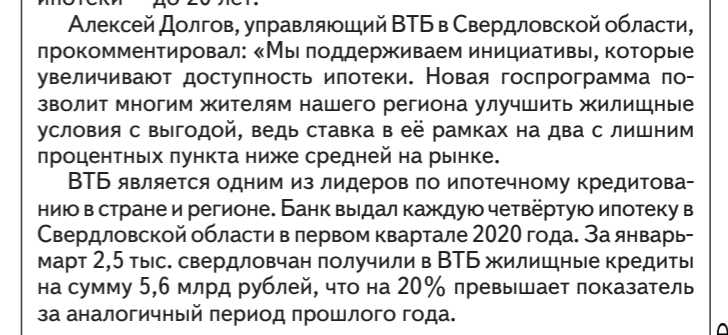 ипотеки — до 20 лет.
Алексей Долгов, управляющий ВТБ в Свердловской области,
прокомментировал: «Мы поддерживаем инициативы, которые
увеличивают доступность ипотеки. Новая госпрограмма по-
зволит многим жителям нашего региона улучшить жилищные
условия с выгодой, ведь ставка в её рамках на два с лишним
процентных пункта ниже средней на рынке.
ВТБ является одним из лидеров по ипотечному кредитова-
нию в стране и регионе. Банк выдал каждую четвёртую ипотеку в
Свердловской области в первом квартале 2020 года. За январь-
март 2,5 тыс. свердловчан получили в ВТБ жилищные кредиты
на сумму 5,6 млрд рублей, что на 20% превышает показатель
за аналогичный период прошлого года.